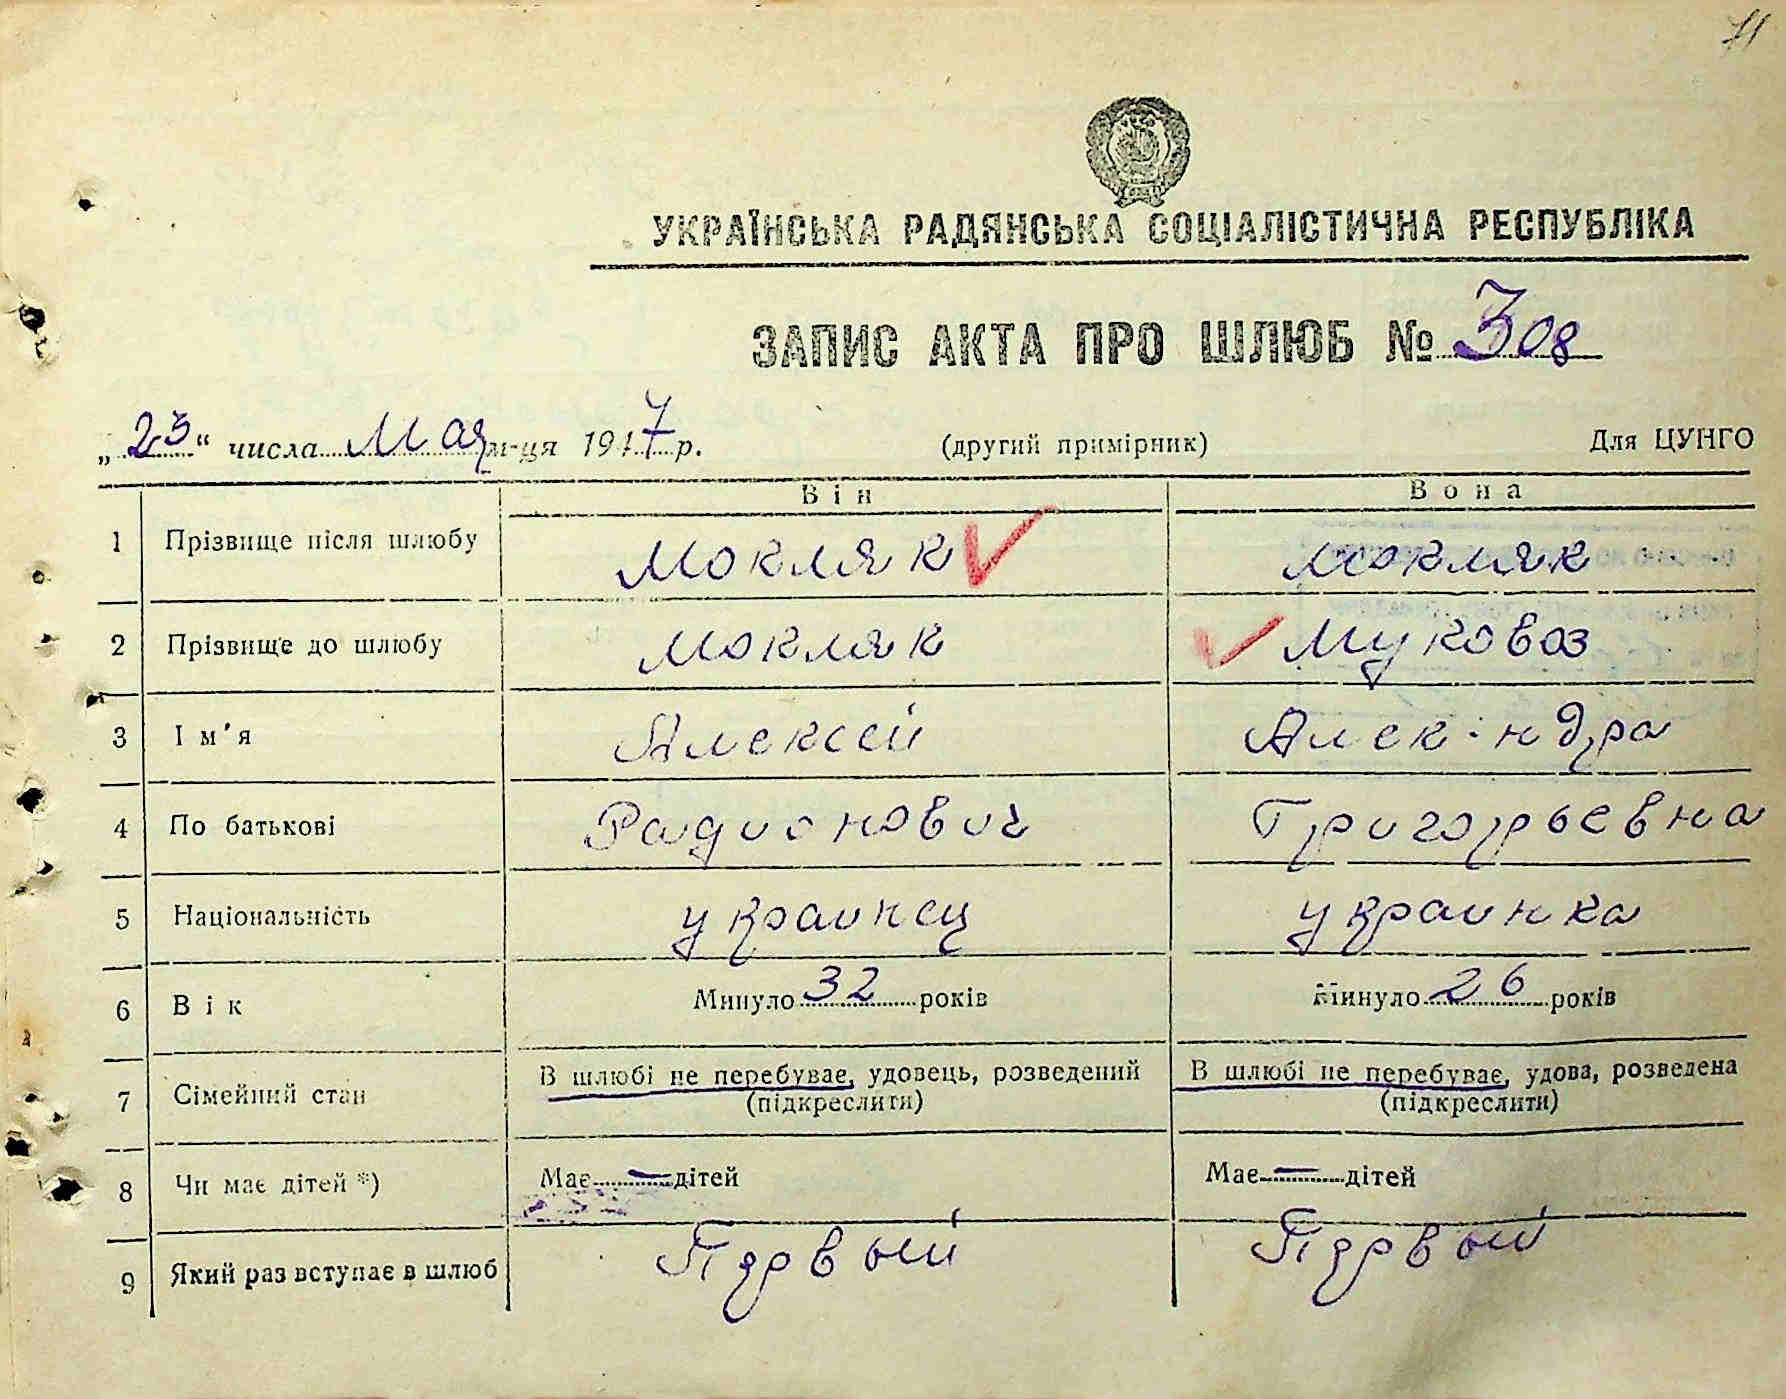 11
УКРАЇНСЬКА РАДЯНСЬКА СОЦІАЛІСТИЧНА РЕСПУБЛІКА
ЗАПИС АКТА ПРО ШЛЮБ № 308
„23“ числа Мая м-ця 1947 р. (другий примірник) Для ЦУНГО
Він Вона
1 Прізвище після шлюбу Мокляк Мокляк
2 Прізвище до шлюбу Мокляк Муковоз
3 Ім'я Алексей
4 По батькові Радионович Григорьевна
5 Національність украинец украинка
6 Вік Минуло 32 років Минуло 26 років
7 Сімейний стан В шлюбі не перебуває, удовець, розведений В шлюбі не перебуває, удова, розведена
(підкреслити) (підкреслити)
8 Чи має дітей *) Має — дітей Має — дітей
9 Який раз вступає в шлюб Первый Первый